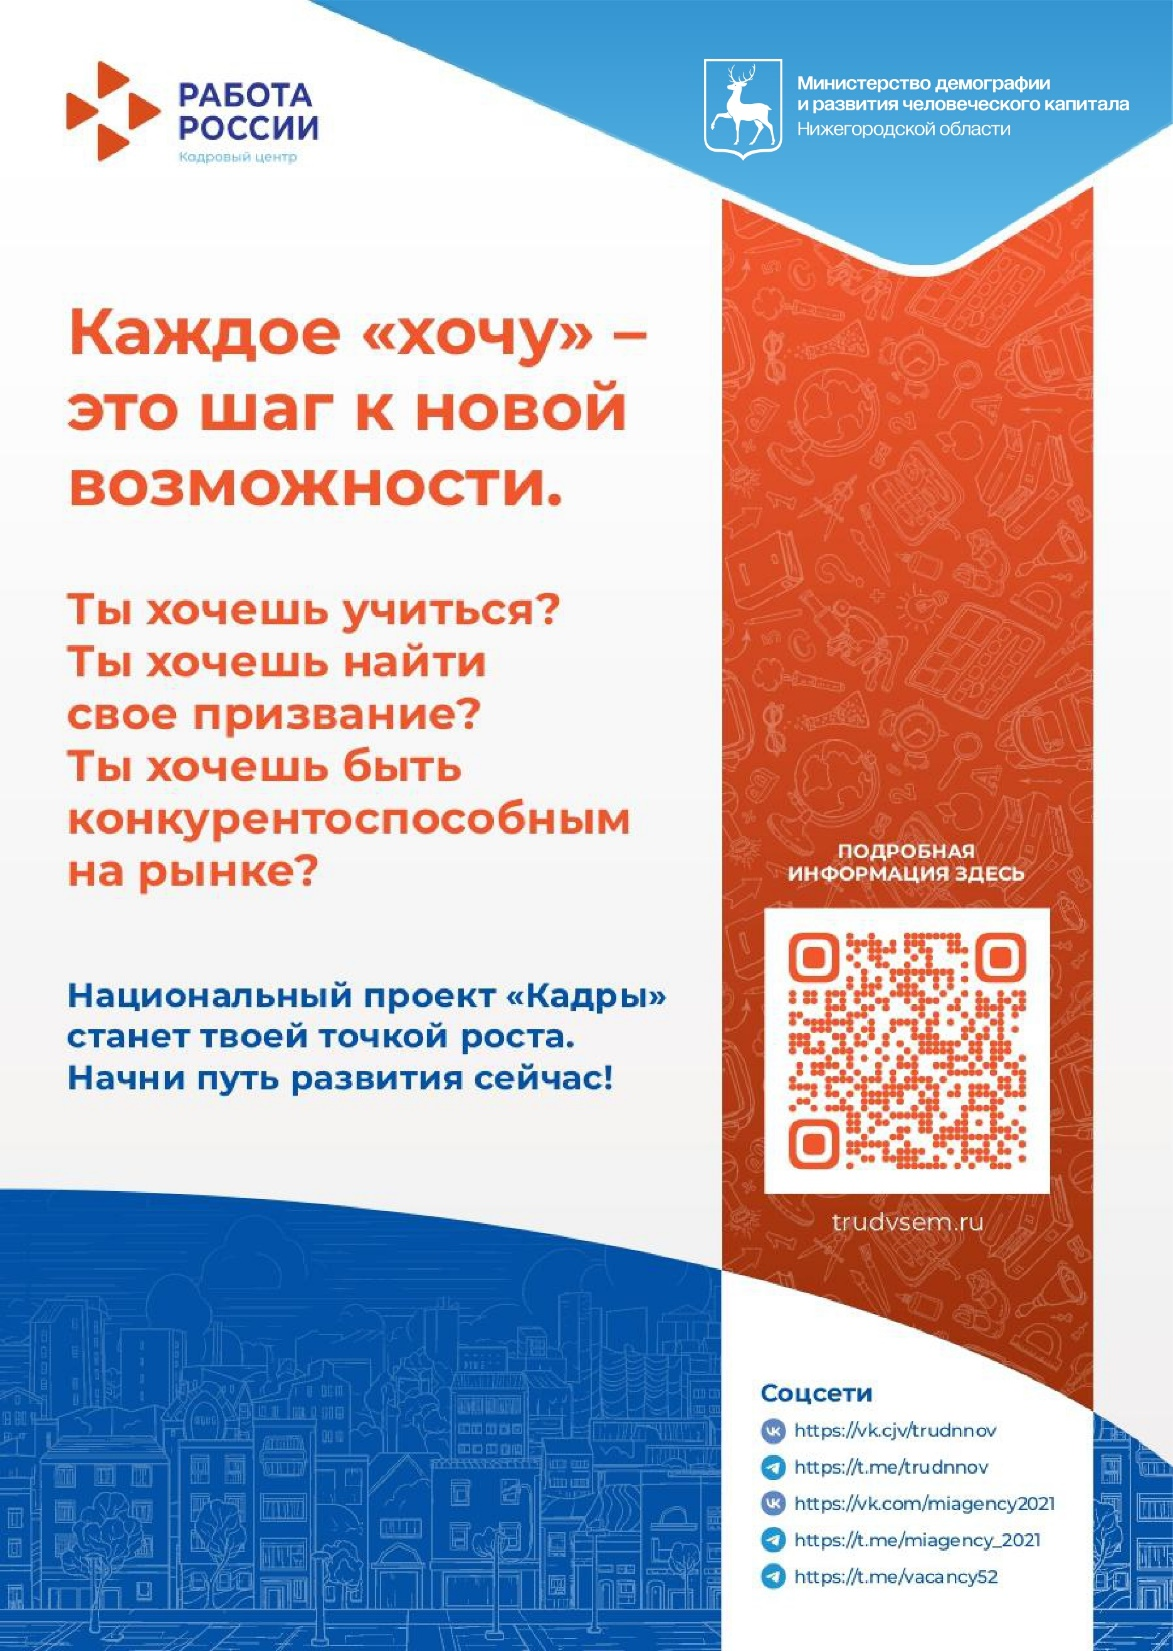 РАБОТА
РОССИИ
Кадровый центр
Министерство демографии
и развития человеческого капитала
Нижегородской области
Каждое «хочу» –
это шаг к новой
возможности.
Ты хочешь учиться?
Ты хочешь найти
свое призвание?
Ты хочешь быть
конкурентоспособным
на рынке?
Национальный проект «Кадры»
станет твоей точкой роста.
Начни путь развития сейчас!
ПОДРОБНАЯ
ИНФОРМАЦИЯ ЗДЕСЬ
trudvsem.ru
Соцсети
https://vk.cjv/trudnnov
https://t.me/trudnnov
https://vk.com/miagency2021
https://t.me/miagency_2021
https://t.me/vacancy52